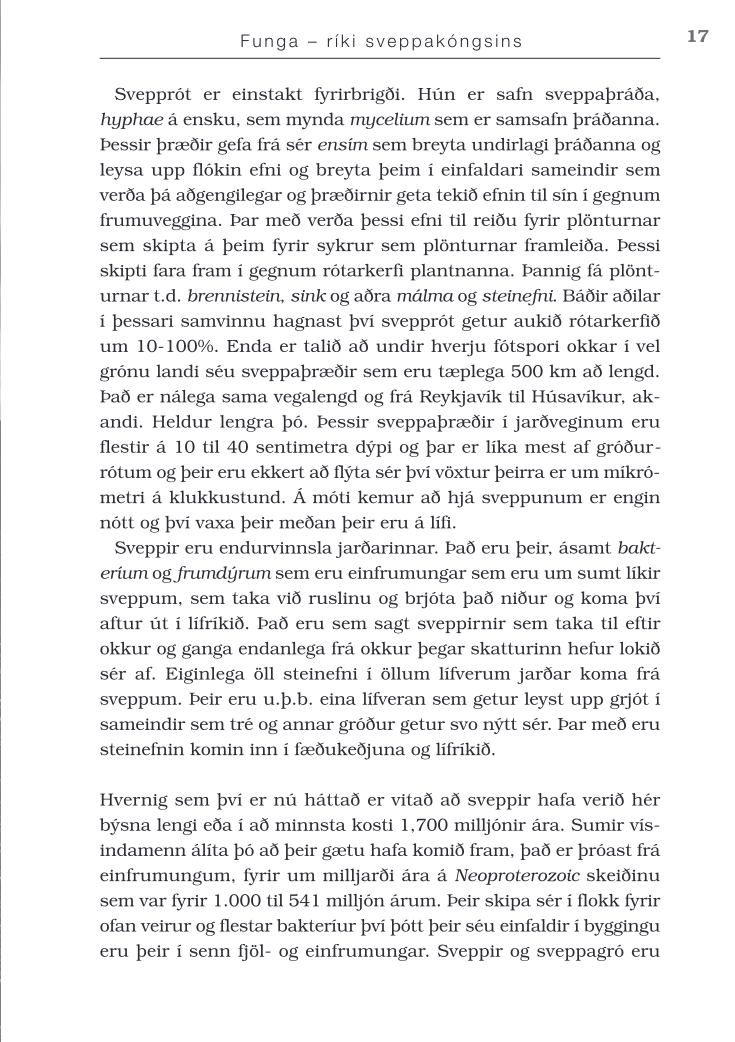 Funga – ríki sveppakóngsins
17
Svepprót er einstakt fyrirbrigði. Hún er safn sveppaþráða,
hyphae á ensku, sem mynda mycelium sem er samsafn þráðanna.
Þessir þræðir gefa frá sér ensím sem breyta undirlagi þráðanna og
leysa upp flókin efni og breyta þeim í einfaldari sameindir sem
verða þá aðgengilegar og þræðirnir geta tekið efnin til sín í gegnum
frumuveggina. Þar með verða þessi efni til reiðu fyrir plönturnar
sem skipta á þeim fyrir sykrur sem plönturnar framleiða. Þessi
skipti fara fram í gegnum rótarkerfi plantnanna. Þannig fá plönt-
urnar t.d. brennistein, sink og aðra málma og steinefni. Báðir aðilar
í þessari samvinnu hagnast því svepprót getur aukið rótarkerfið
um 10-100%. Enda er talið að undir hverju fótspori okkar í vel
grónu landi séu sveppaþræðir sem eru tæplega 500 km að lengd.
Það er nálega sama vegalengd og frá Reykjavík til Húsavíkur, ak-
andi. Heldur lengra þó. Þessir sveppaþræðir í jarðveginum eru
flestir á 10 til 40 sentimetra dýpi og þar er líka mest af gróður-
rótum og þeir eru ekkert að flýta sér því vöxtur þeirra er um míkró-
metri á klukkustund. Á móti kemur að hjá sveppunum er engin
nótt og því vaxa þeir meðan þeir eru á lífi.
Sveppir eru endurvinnsla jarðarinnar. Það eru þeir, ásamt bakt-
eríum og frumdýrum sem eru einfrumungar sem eru um sumt líkir
sveppum, sem taka við ruslinu og brjóta það niður og koma því
aftur út í lífríkið. Það eru sem sagt sveppirnir sem taka til eftir
okkur og ganga endanlega frá okkur þegar skatturinn hefur lokið
sér af. Eiginlega öll steinefni í öllum lífverum jarðar koma frá
sveppum. Þeir eru u.þ.b. eina lífveran sem getur leyst upp grjót í
sameindir sem tré og annar gróður getur svo nýtt sér. Þar með eru
steinefnin komin inn í fæðukeðjuna og lífríkið.
Hvernig sem því er nú háttað er vitað að sveppir hafa verið hér
býsna lengi eða í að minnsta kosti 1,700 milljónir ára. Sumir vís-
indamenn álíta þó að þeir gætu hafa komið fram, það er þróast frá
einfrumungum, fyrir um milljarði ára á Neoproterozoic skeiðinu
sem var fyrir 1.000 til 541 milljón árum. Þeir skipa sér í flokk fyrir
ofan veirur og flestar bakteríur því þótt þeir séu einfaldir í byggingu
eru þeir í senn fjöl- og einfrumungar. Sveppir og sveppagró eru